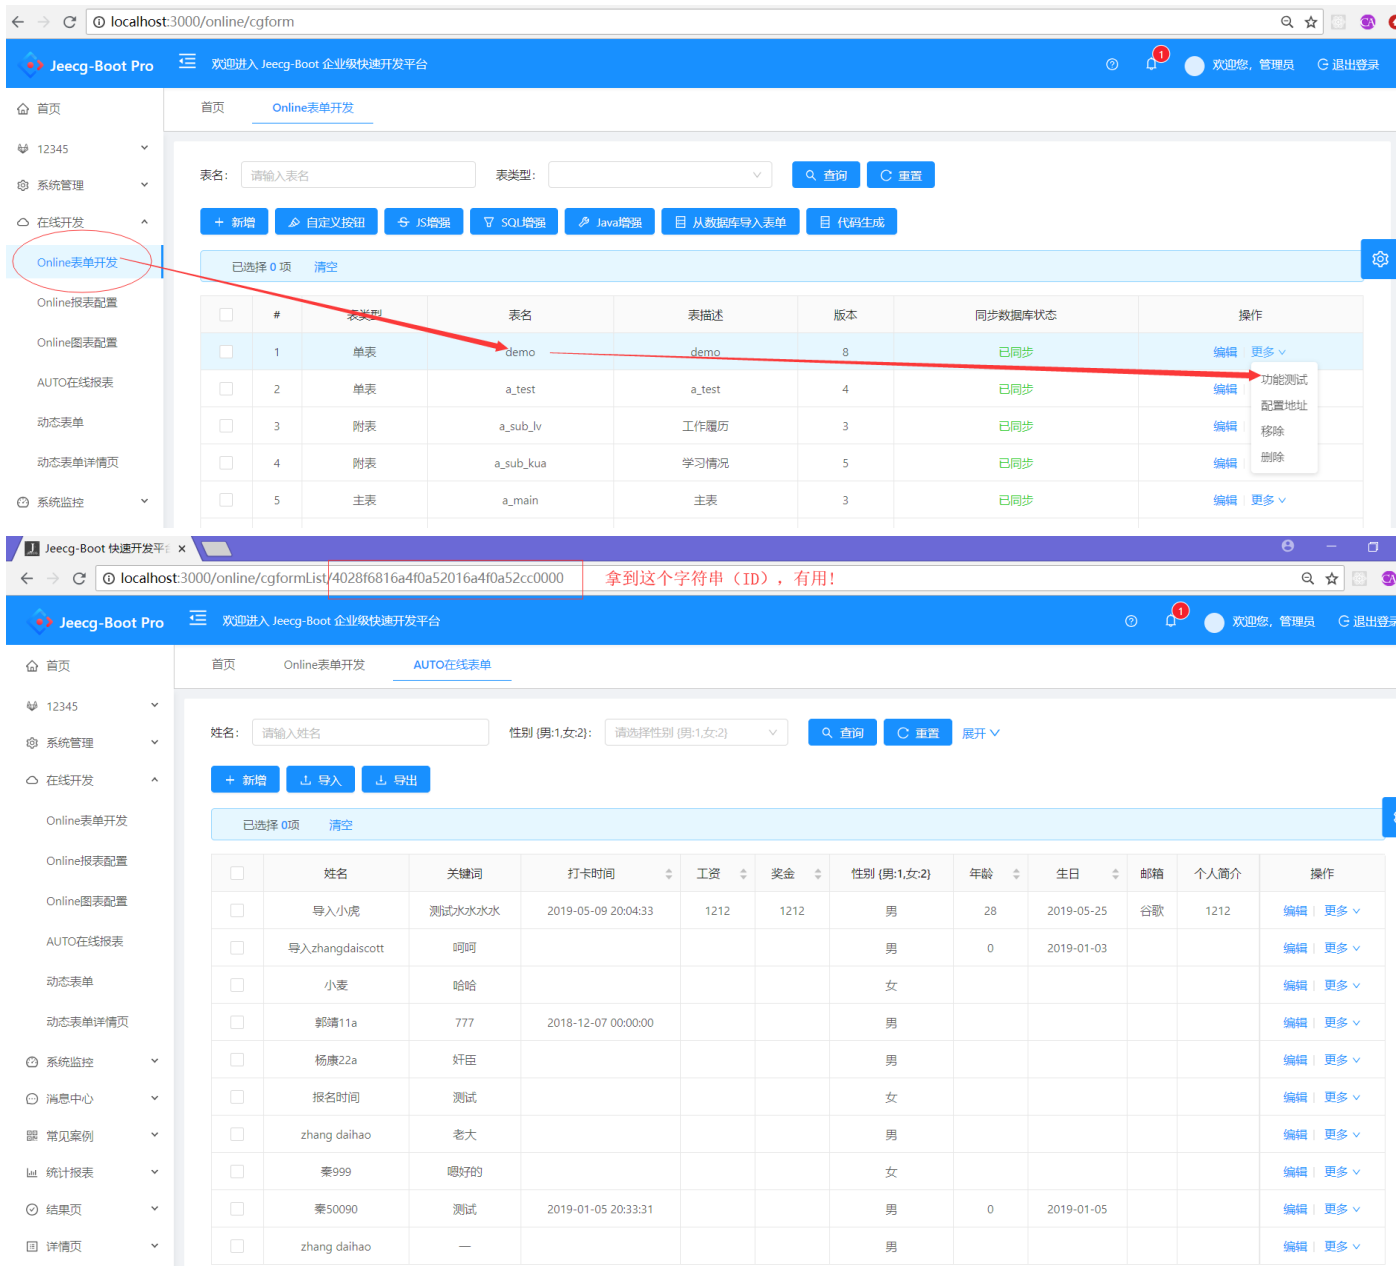 localhost:3000/online/cgform
Jeecg-Boot Pro
欢迎进入 Jeecg-Boot 企业级快速开发平台
1
欢迎您，管理员
退出登录
首页
12345
系统管理
在线开发
Online表单开发
Online报表配置
Online图表配置
AUTO在线报表
动态表单
动态表单详情页
系统监控
首页 Online表单开发
表名： 请输入表名 表类型： 查询 重置
+ 新增 自定义按钮 JS增强 SQL增强 Java增强 从数据库导入表单 代码生成
已选择 0 项 清空
# 表类型 表名 表描述 版本 同步数据库状态 操作
1 单表 demo demo 8 已同步 编辑 更多
2 单表 a_test a_test 4 已同步 编辑
3 附表 a_sub_lv 工作履历 3 已同步 编辑
4 附表 a_sub_kua 学习情况 5 已同步 编辑
5 主表 a_main 主表 3 已同步 编辑 更多
功能测试
配置地址
移除
删除
Jeecg-Boot 快速开发平台
localhost:3000/online/cgformList/4028f6816a4f0a52016a4f0a52cc0000
拿到这个字符串（ID），有用!
Jeecg-Boot Pro
欢迎进入 Jeecg-Boot 企业级快速开发平台
1
欢迎您，管理员
退出登录
首页
12345
系统管理
在线开发
Online表单开发
Online报表配置
Online图表配置
AUTO在线报表
动态表单
动态表单详情页
系统监控
消息中心
常见案例
统计报表
结果页
详情页
首页 Online表单开发 AUTO在线表单
姓名： 请输入姓名 性别 {男:1,女:2}： 请选择性别 {男:1,女:2} 查询 重置 展开
+ 新增 导入 导出
已选择 0项 清空
姓名 关键词 打卡时间 工资 奖金 性别 {男:1,女:2} 年龄 生日 邮箱 个人简介 操作
导入小虎 测试水水水水 2019-05-09 20:04:33 1212 1212 男 28 2019-05-25 谷歌 1212 编辑 更多
导入zhangdaiscott 呵呵 男 0 2019-01-03 编辑 更多
小麦 哈哈 女 编辑 更多
郭靖11a 777 2018-12-07 00:00:00 男 编辑 更多
杨康22a 奸臣 男 编辑 更多
报名时间 测试 女 编辑 更多
zhang daihao 老大 男 编辑 更多
秦999 嗯好的 女 编辑 更多
秦50090 测试 2019-01-05 20:33:31 男 0 2019-01-05 编辑 更多
zhang daihao — 男 编辑 更多